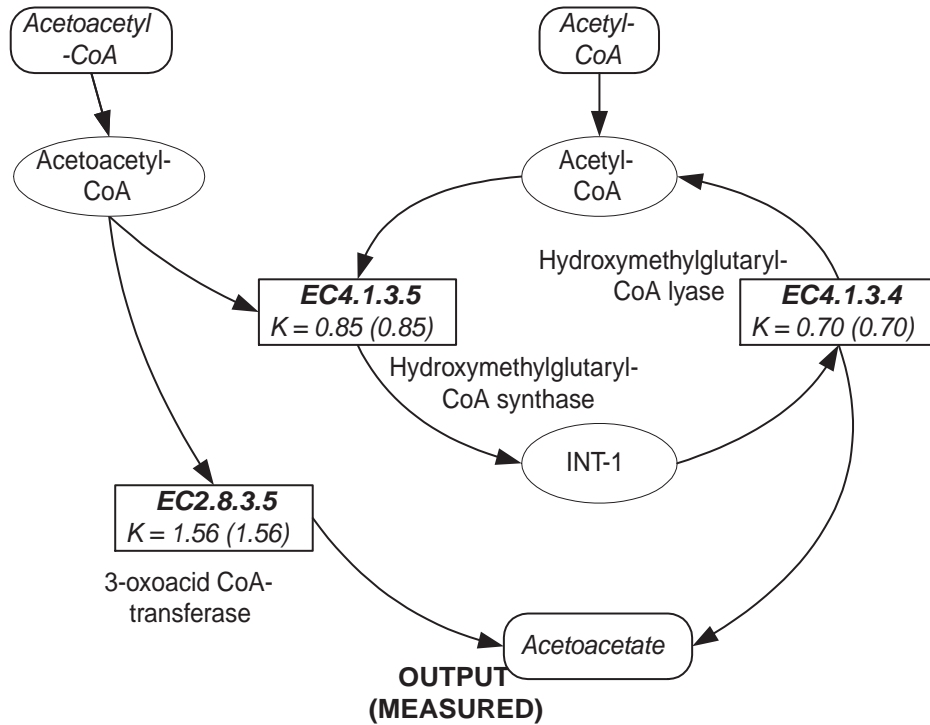 Acetoacetyl
-CoA
Acetyl-
CoA
Acetoacetyl-
CoA
Acetyl-
CoA
Hydroxymethylglutaryl-
CoA lyase
EC4.1.3.5
K = 0.85 (0.85)
EC4.1.3.4
K = 0.70 (0.70)
Hydroxymethylglutaryl-
CoA synthase
INT-1
EC2.8.3.5
K = 1.56 (1.56)
3-oxoacid CoA-
transferase
Acetoacetate
OUTPUT
(MEASURED)